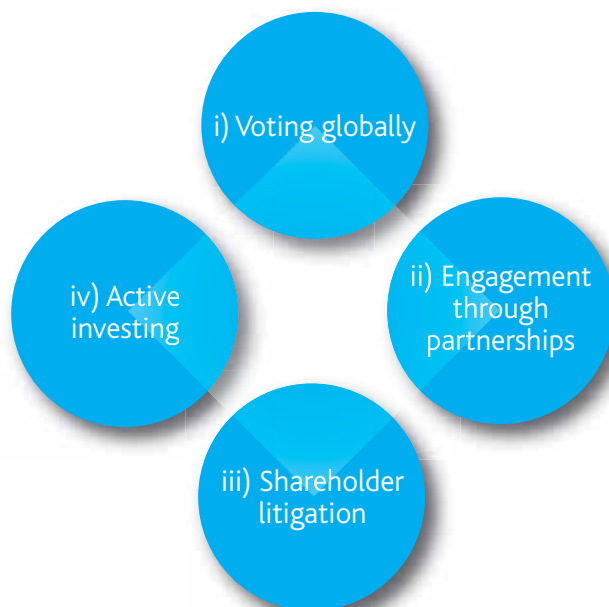 i) Voting globally
ii) Engagement
through
partnerships
iii) Shareholder
litigation
iv) Active
investing